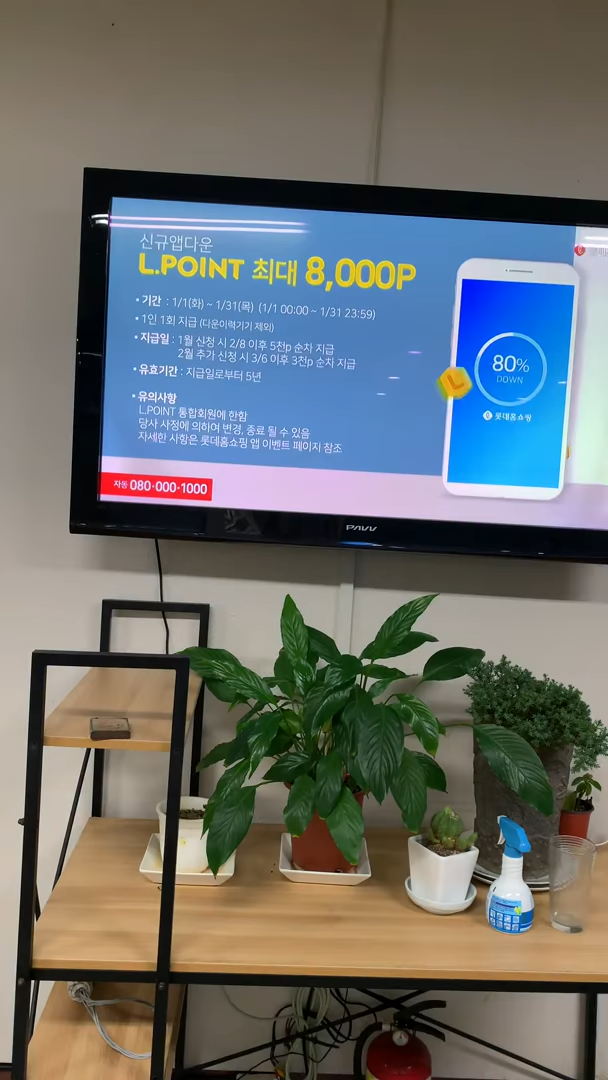 신규앱다운
L.POINT 최대 8,000P
• 기간 : 1/1(화) ~ 1/31(목) (1/1 00:00 ~ 1/31 23:59)
• 1인 1회 지급 (다운이력기기 제외)
• 지급일 : 1월 신청 시 2/8 이후 5천p 순차 지급
2월 추가 신청 시 3/6 이후 3천p 순차 지급
• 유효기간 : 지급일로부터 5년
• 유의사항
L.POINT 통합회원에 한함
당사 사정에 의하여 변경, 종료 될 수 있음
자세한 사항은 롯데홈쇼핑 앱 이벤트 페이지 참조
80%
DOWN
롯데홈쇼핑
L
자동 080·000·1000
PAVV